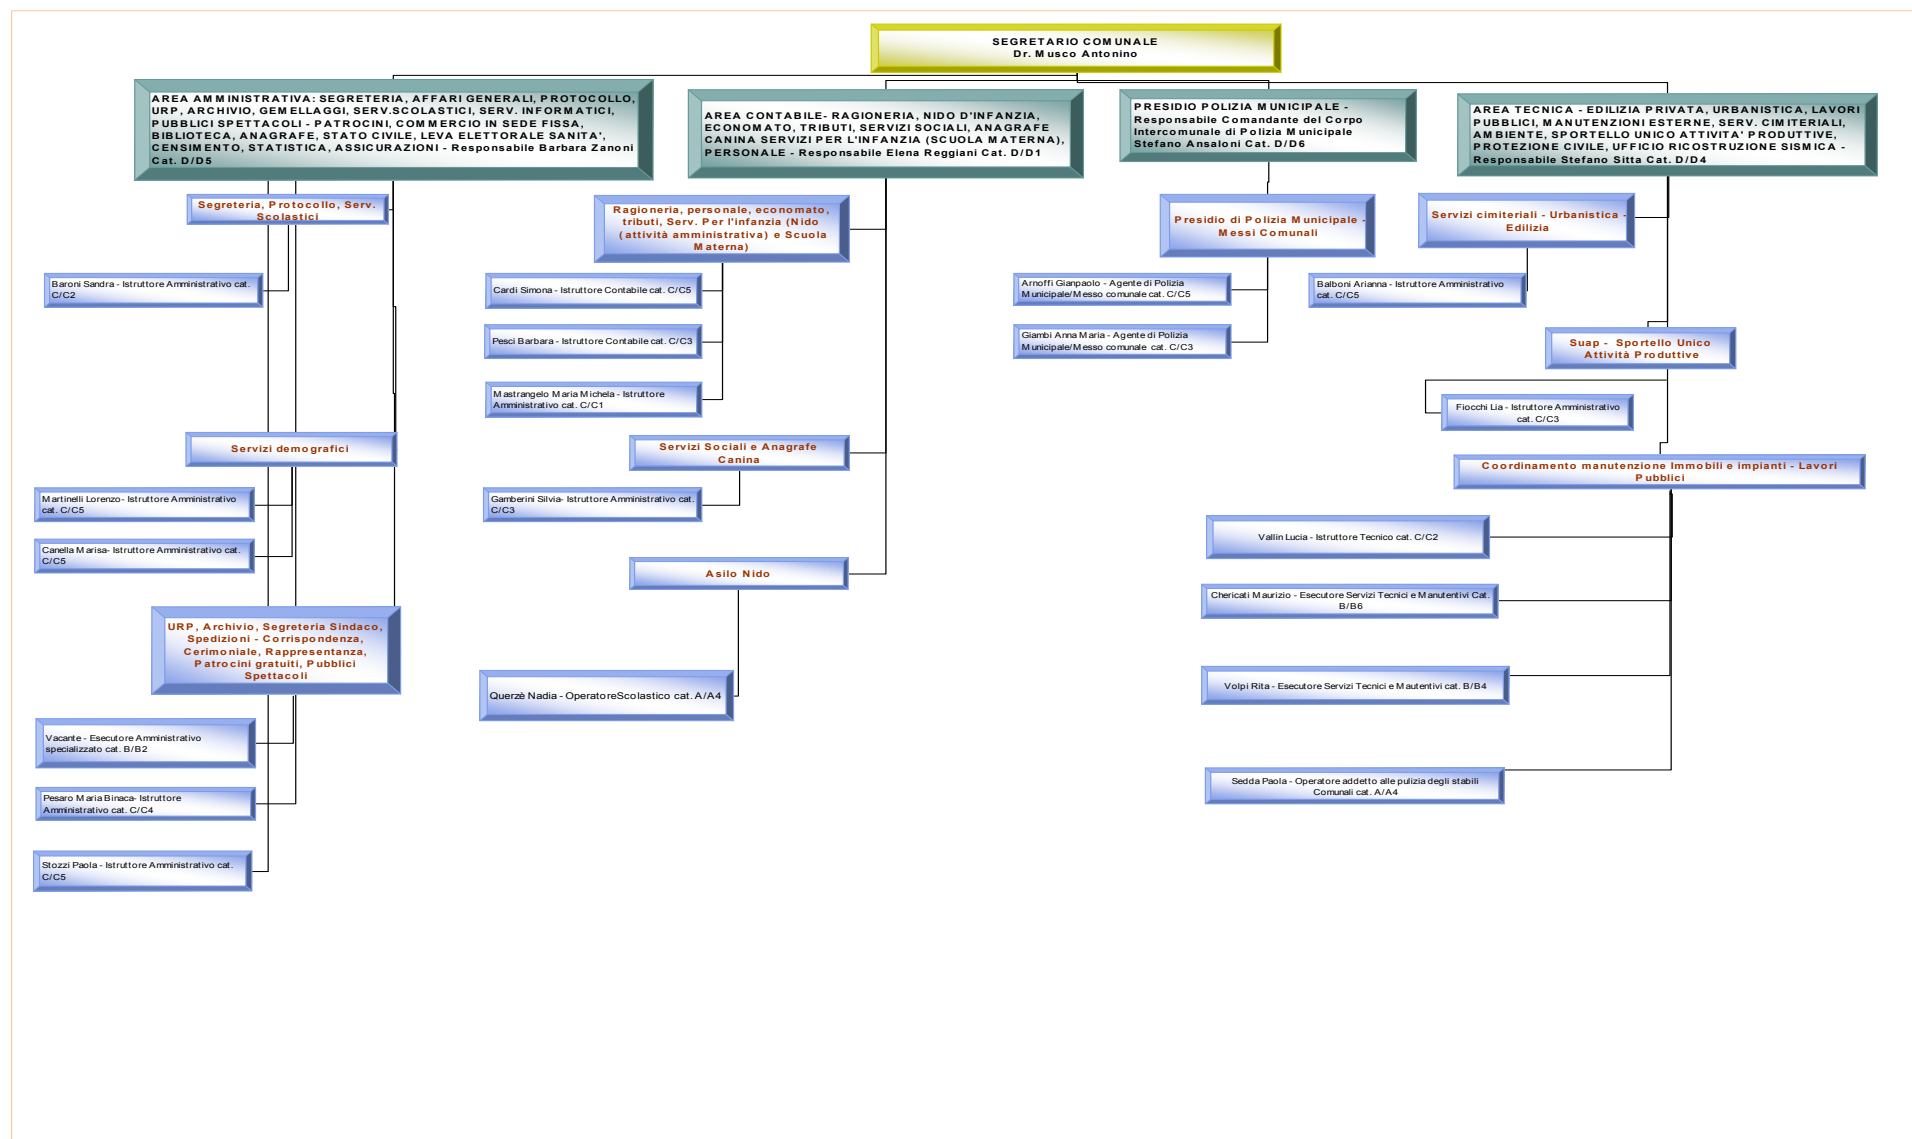 SEGRETARIO COMUNALE
Dr. Musco Antonino
AREA AMMINISTRATIVA: SEGRETERIA, AFFARI GENERALI, PROTOCOLLO,
URP, ARCHIVIO, GEMELLAGGI, SERV.SCOLASTICI, SERV. INFORMATICI,
PUBBLICI SPETTACOLI - PATROCINI, COMMERCIO IN SEDE FISSA,
BIBLIOTECA, ANAGRAFE, STATO CIVILE, LEVA ELETTORALE SANITA',
CENSIMENTO, STATISTICA, ASSICURAZIONI - Responsabile Barbara Zanoni
Cat. D/D5
Segreteria, Protocollo, Serv.
Scolastici
Baroni Sandra - Istruttore Amministrativo cat.
C/C2
Servizi demografici
Martinelli Lorenzo- Istruttore Amministrativo
cat. C/C5
Canella Marisa- Istruttore Amministrativo cat.
C/C5
URP, Archivio, Segreteria Sindaco,
Spedizioni - Corrispondenza,
Cerimoniale, Rappresentanza,
Patrocini gratuiti, Pubblici
Spettacoli
Vacante - Esecutore Amministrativo
specializzato cat. B/B2
Pesaro Maria Binaca- Istruttore
Amministrativo cat. C/C4
Stozzi Paola - Istruttore Amministrativo cat.
C/C5
AREA CONTABILE- RAGIONERIA, NIDO D'INFANZIA,
ECONOMATO, TRIBUTI, SERVIZI SOCIALI, ANAGRAFE
CANINA SERVIZI PER L'INFANZIA (SCUOLA MATERNA),
PERSONALE - Responsabile Elena Reggiani Cat. D/D1
Ragioneria, personale, economato,
tributi, Serv. Per l'infanzia (Nido
(attività amministrativa) e Scuola
Materna)
Cardi Simona - Istruttore Contabile cat. C/C5
Pesci Barbara - Istruttore Contabile cat. C/C3
Mastrangelo Maria Michela - Istruttore
Amministrativo cat. C/C1
Servizi Sociali e Anagrafe
Canina
Gamberini Silvia- Istruttore Amministrativo cat.
C/C3
Asilo Nido
Querzè Nadia - OperatoreScolastico cat. A/A4
PRESIDIO POLIZIA MUNICIPALE -
Responsabile Comandante del Corpo
Intercomunale di Polizia Municipale
Stefano Ansaloni Cat. D/D6
Presidio di Polizia Municipale -
Messi Comunali
Arnoffi Gianpaolo - Agente di Polizia
Municipale/Messo comunale cat. C/C5
Giambi Anna Maria - Agente di Polizia
Municipale/Messo comunale cat. C/C3
AREA TECNICA - EDILIZIA PRIVATA, URBANISTICA, LAVORI
PUBBLICI, MANUTENZIONI ESTERNE, SERV. CIMITERIALI,
AMBIENTE, SPORTELLO UNICO ATTIVITA' PRODUTTIVE,
PROTEZIONE CIVILE, UFFICIO RICOSTRUZIONE SISMICA -
Responsabile Stefano Sitta Cat. D/D4
Servizi cimiteriali - Urbanistica -
Edilizia
Balboni Arianna - Istruttore Amministrativo
cat. C/C5
Suap - Sportello Unico
Attività Produttive
Fiocchi Lia - Istruttore Amministrativo
cat. C/C3
Coordinamento manutenzione Immobili e impianti - Lavori
Pubblici
Vallin Lucia - Istruttore Tecnico cat. C/C2
Chericati Maurizio - Esecutore Servizi Tecnici e Manutentivi Cat.
B/B6
Volpi Rita - Esecutore Servizi Tecnici e Mautentivi cat. B/B4
Sedda Paola - Operatore addetto alle pulizia degli stabili
Comunali cat. A/A4